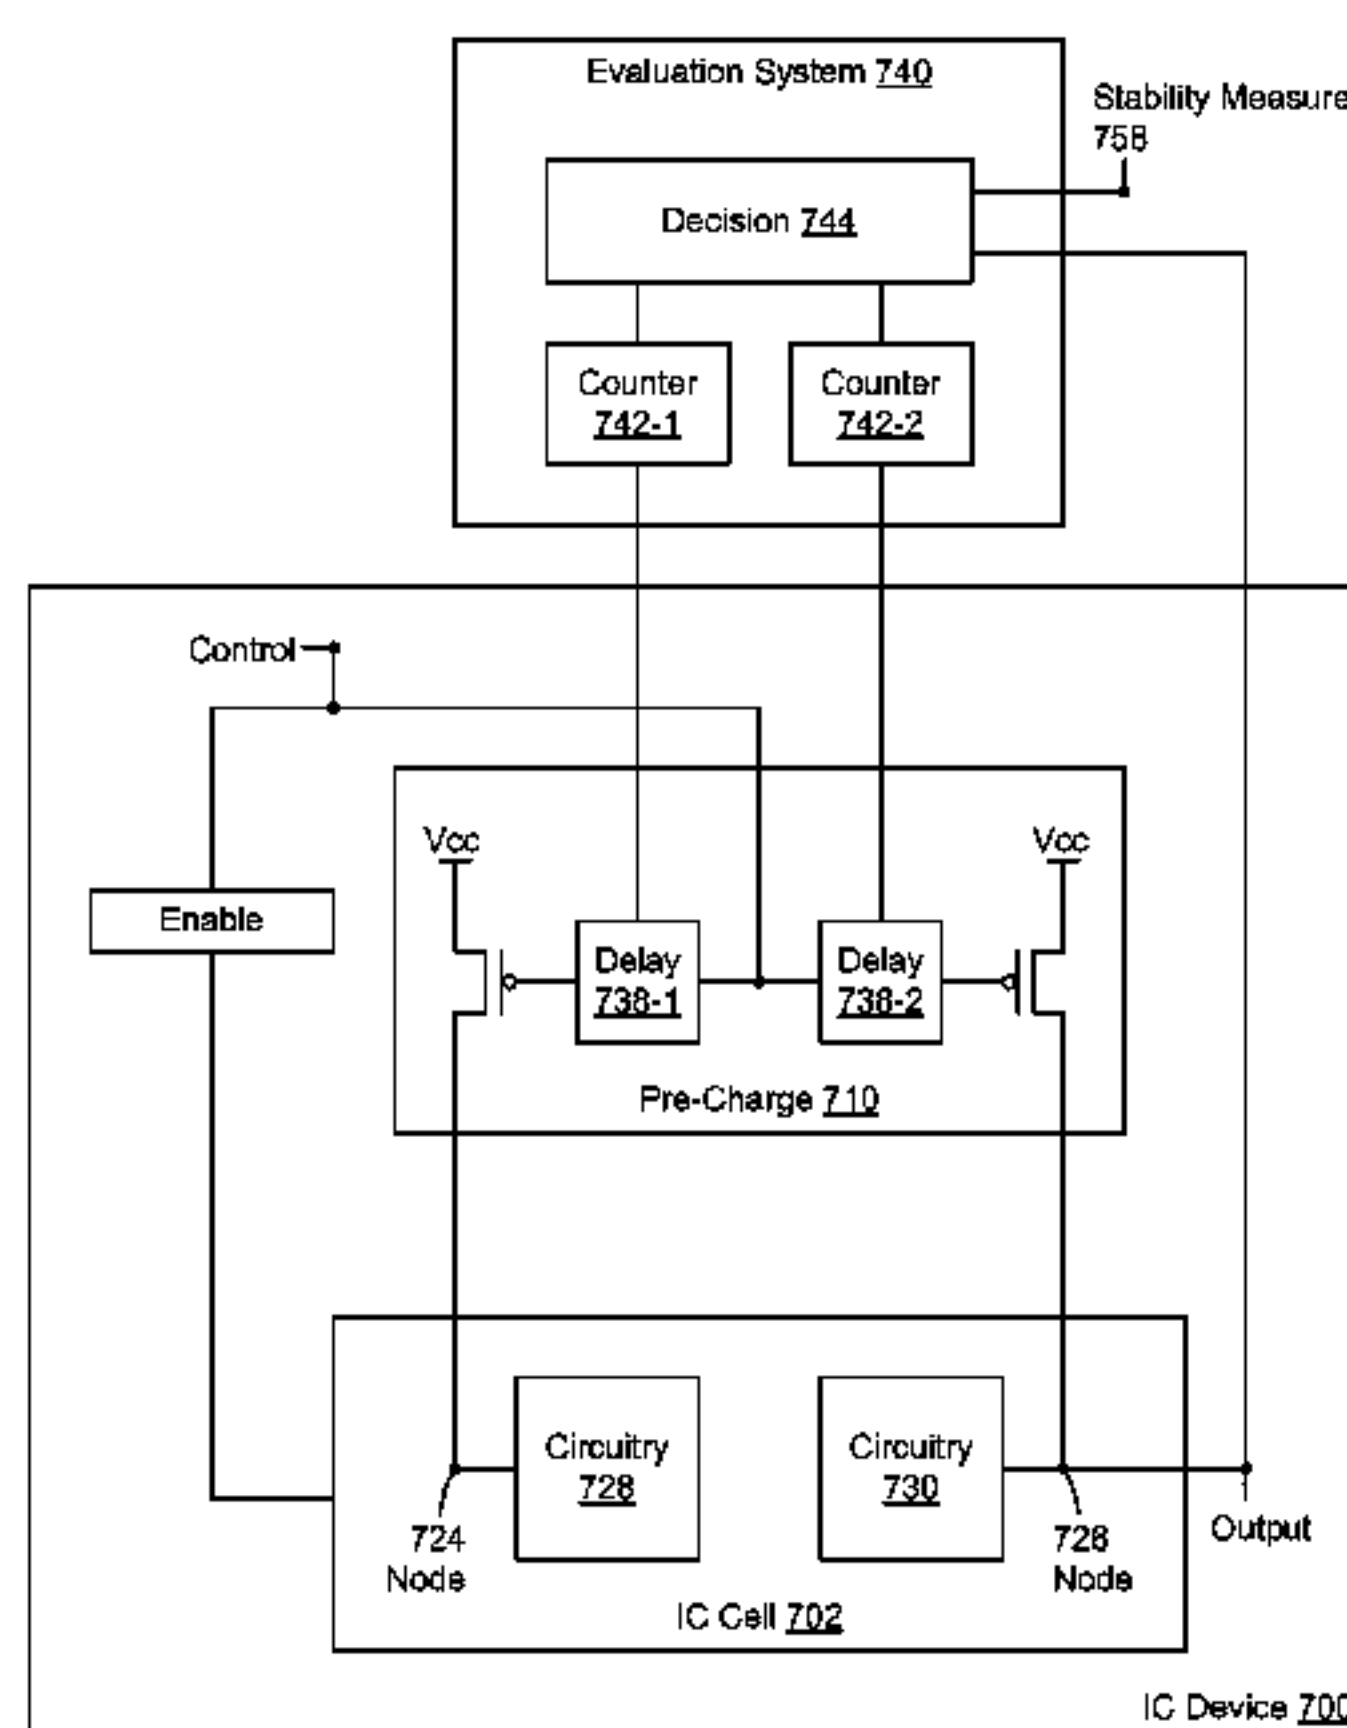 Evaluation System 740
Stability Measure
758
Decision 744
Counter
742-1
Counter
742-2
Control
Vcc
Vcc
Enable
Delay
738-1
Delay
738-2
Pre-Charge 710
Circuitry
728
Circuitry
730
724
Node
726
Node
Output
IC Cell 702
IC Device 700